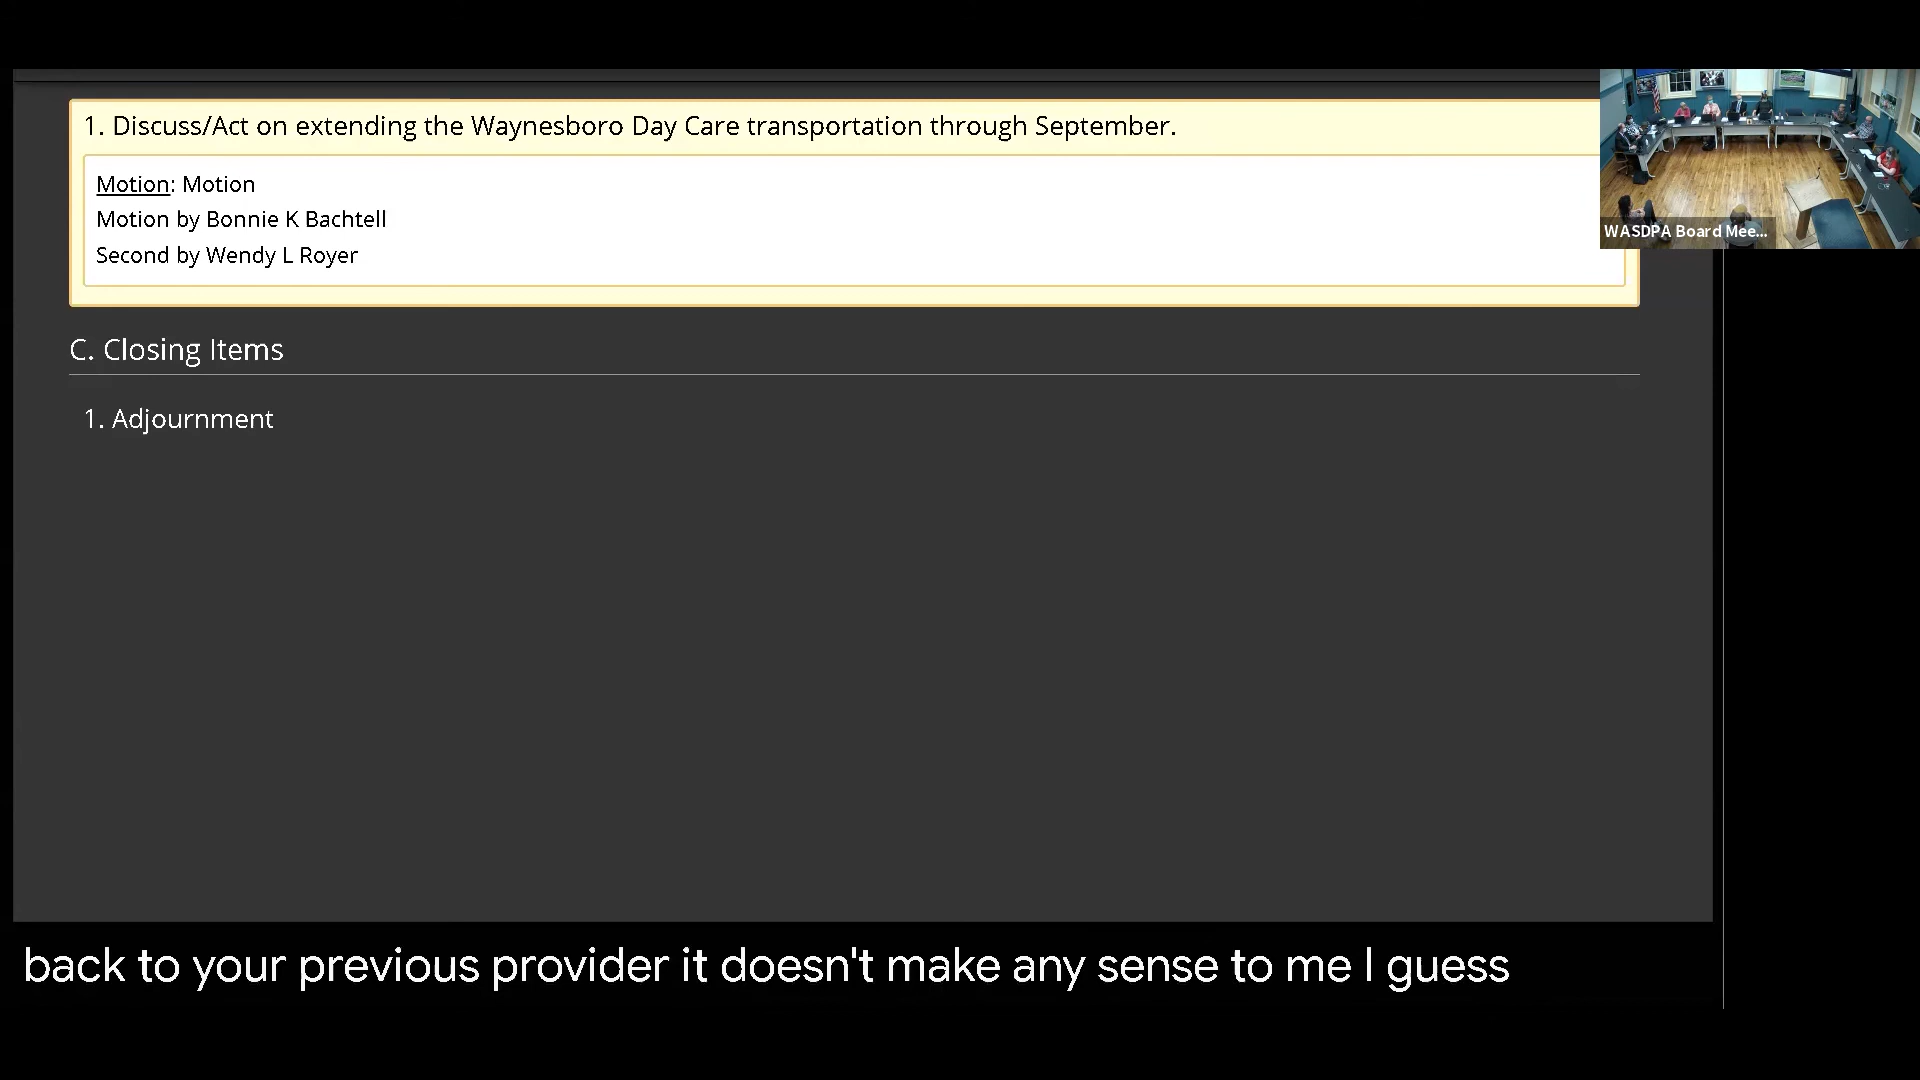 1. Discuss/Act on extending the Waynesboro Day Care transportation through September.
Motion: Motion
Motion by Bonnie K Bachtell
Second by Wendy L Royer
WASDPA Board Mee...
C. Closing Items
1. Adjournment
back to your previous provider it doesn't make any sense to me I guess